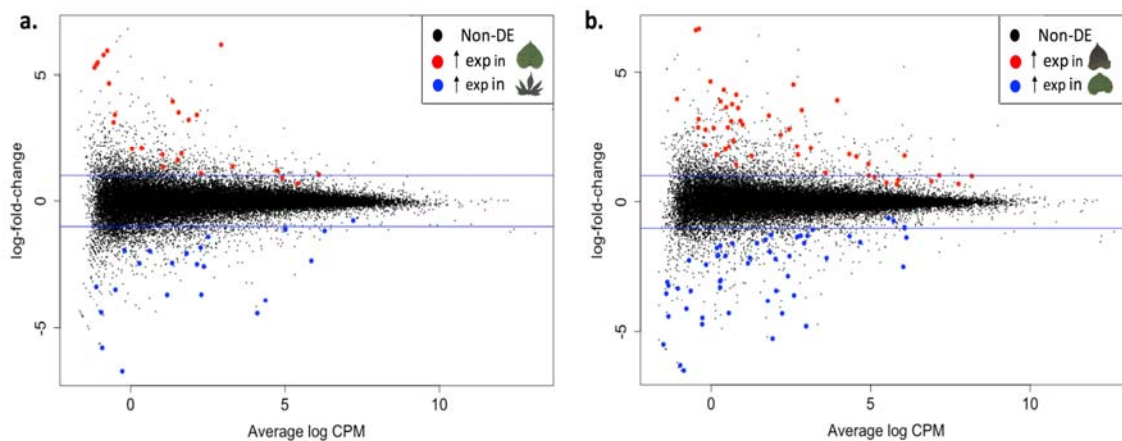 a.
Non-DE
↑ exp in
↑ exp in
5
0
-5
log-fold-change
0 5 10
Average log CPM
b.
Non-DE
↑ exp in
↑ exp in
5
0
-5
log-fold-change
0 5 10
Average log CPM